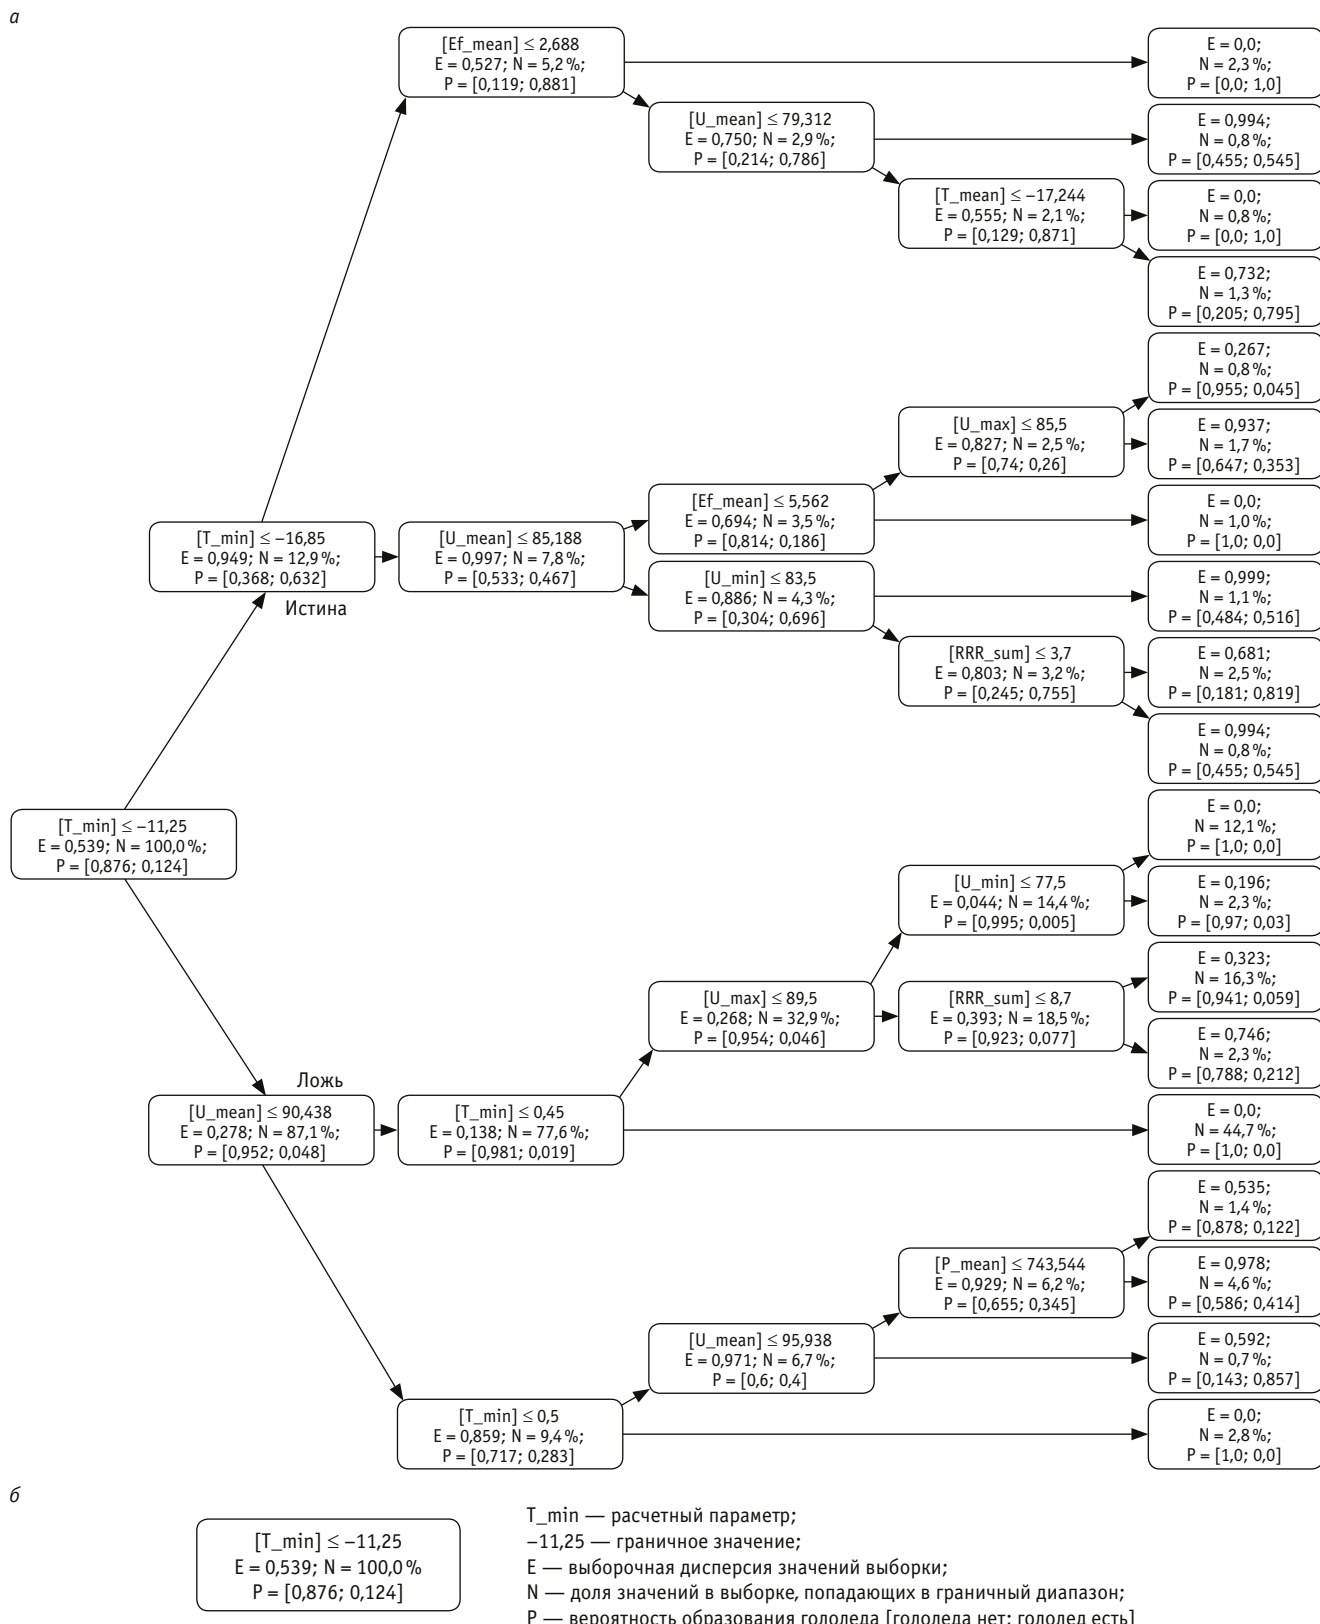 а
[Ef_mean] ≤ 2,688
E = 0,527; N = 5,2 %;
P = [0,119; 0,881]
E = 0,0;
N = 2,3 %;
P = [0,0; 1,0]
[U_mean] ≤ 79,312
E = 0,750; N = 2,9 %;
P = [0,214; 0,786]
E = 0,994;
N = 0,8 %;
P = [0,455; 0,545]
[T_mean] ≤ −17,244
E = 0,555; N = 2,1 %;
P = [0,129; 0,871]
E = 0,0;
N = 0,8 %;
P = [0,0; 1,0]
E = 0,732;
N = 1,3 %;
P = [0,205; 0,795]
E = 0,267;
N = 0,8 %;
P = [0,955; 0,045]
[U_max] ≤ 85,5
E = 0,827; N = 2,5 %;
P = [0,74; 0,26]
E = 0,937;
N = 1,7 %;
P = [0,647; 0,353]
[T_min] ≤ −16,85
E = 0,949; N = 12,9 %;
P = [0,368; 0,632]
Истина
[U_mean] ≤ 85,188
E = 0,997; N = 7,8 %;
P = [0,533; 0,467]
[Ef_mean] ≤ 5,562
E = 0,694; N = 3,5 %;
P = [0,814; 0,186]
E = 0,0;
N = 1,0 %;
P = [1,0; 0,0]
[U_min] ≤ 83,5
E = 0,886; N = 4,3 %;
P = [0,304; 0,696]
E = 0,999;
N = 1,1 %;
P = [0,484; 0,516]
[RRR_sum] ≤ 3,7
E = 0,803; N = 3,2 %;
P = [0,245; 0,755]
E = 0,681;
N = 2,5 %;
P = [0,181; 0,819]
E = 0,994;
N = 0,8 %;
P = [0,455; 0,545]
[T_min] ≤ −11,25
E = 0,539; N = 100,0 %;
P = [0,876; 0,124]
E = 0,0;
N = 12,1 %;
P = [1,0; 0,0]
[U_min] ≤ 77,5
E = 0,044; N = 14,4 %;
P = [0,995; 0,005]
E = 0,196;
N = 2,3 %;
P = [0,97; 0,03]
[U_max] ≤ 89,5
E = 0,268; N = 32,9 %;
P = [0,954; 0,046]
[RRR_sum] ≤ 8,7
E = 0,393; N = 18,5 %;
P = [0,923; 0,077]
E = 0,323;
N = 16,3 %;
P = [0,941; 0,059]
E = 0,746;
N = 2,3 %;
P = [0,788; 0,212]
Ложь
[U_mean] ≤ 90,438
E = 0,278; N = 87,1 %;
P = [0,952; 0,048]
[T_min] ≤ 0,45
E = 0,138; N = 77,6 %;
P = [0,981; 0,019]
E = 0,0;
N = 44,7 %;
P = [1,0; 0,0]
E = 0,535;
N = 1,4 %;
P = [0,878; 0,122]
[P_mean] ≤ 743,544
E = 0,929; N = 6,2 %;
P = [0,655; 0,345]
E = 0,978;
N = 4,6 %;
P = [0,586; 0,414]
[U_mean] ≤ 95,938
E = 0,971; N = 6,7 %;
P = [0,6; 0,4]
E = 0,592;
N = 0,7 %;
P = [0,143; 0,857]
[T_min] ≤ 0,5
E = 0,859; N = 9,4 %;
P = [0,717; 0,283]
E = 0,0;
N = 2,8 %;
P = [1,0; 0,0]
б
[T_min] ≤ −11,25
E = 0,539; N = 100,0 %
P = [0,876; 0,124]
T_min — расчетный параметр;
−11,25 — граничное значение;
E — выборочная дисперсия значений выборки;
N — доля значений в выборке, попадающих в граничный диапазон;
P — вероятность образования гололеда [гололеда нет; гололед есть]